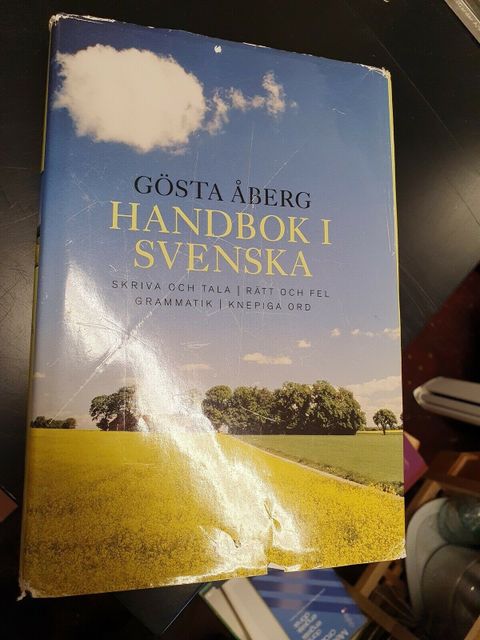 GÖSTA ÅBERG
HANDBOK I
SVENSKA
SKRIVA OCH TALA | RÄTT OCH FEL
GRAMMATIK | KNEPIGA ORD